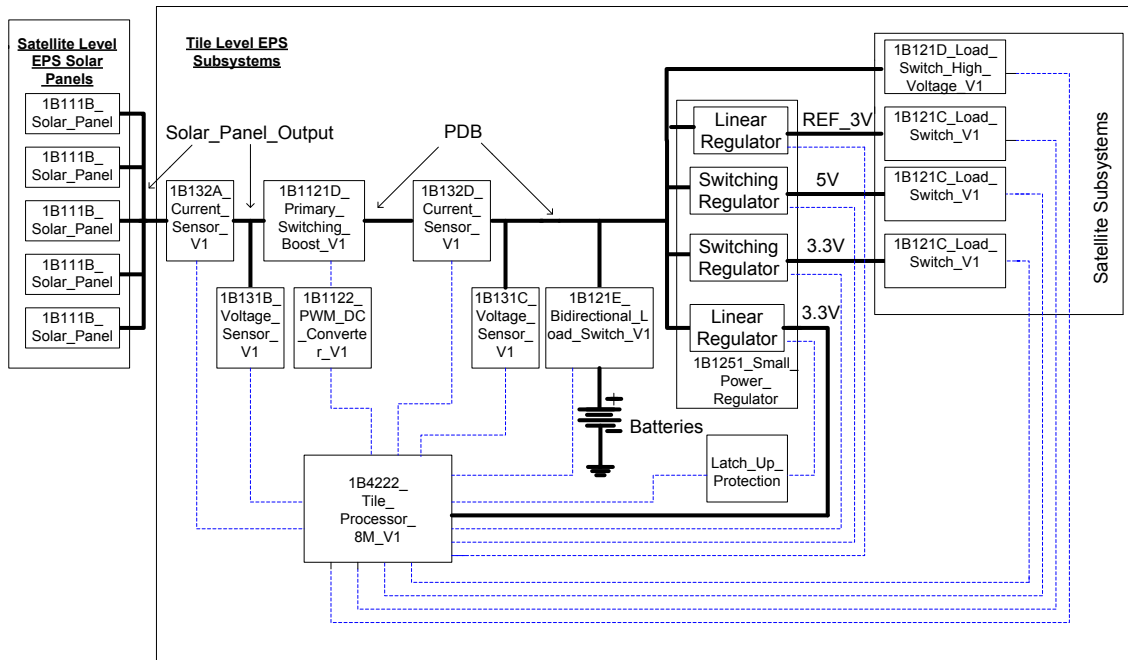 Satellite Level
EPS Solar
Panels
1B111B_
Solar_Panel
1B111B_
Solar_Panel
1B111B_
Solar_Panel
1B111B_
Solar_Panel
1B111B_
Solar_Panel
Tile Level EPS
Subsystems
Solar_Panel_Output
PDB
1B132A_
Current_
Sensor_
V1
1B1121D_
Primary_
Switching_
Boost_V1
1B132D_
Current_
Sensor_
V1
1B131B_
Voltage_
Sensor_
V1
1B1122_
PWM_DC
_Converte
r_V1
1B131C_
Voltage_
Sensor_
V1
1B121E_
Bidirectional_L
oad_Switch_V1
+
Batteries
Linear
Regulator
Switching
Regulator
Switching
Regulator
Linear
Regulator
1B1251_Small_
Power_
Regulator
REF_3V
5V
3.3V
3.3V
1B121D_Load_
Switch_High_
Voltage_V1
1B121C_Load_
Switch_V1
1B121C_Load_
Switch_V1
1B121C_Load_
Switch_V1
Satellite Subsystems
Latch_Up_
Protection
1B4222_
Tile_
Processor_
8M_V1